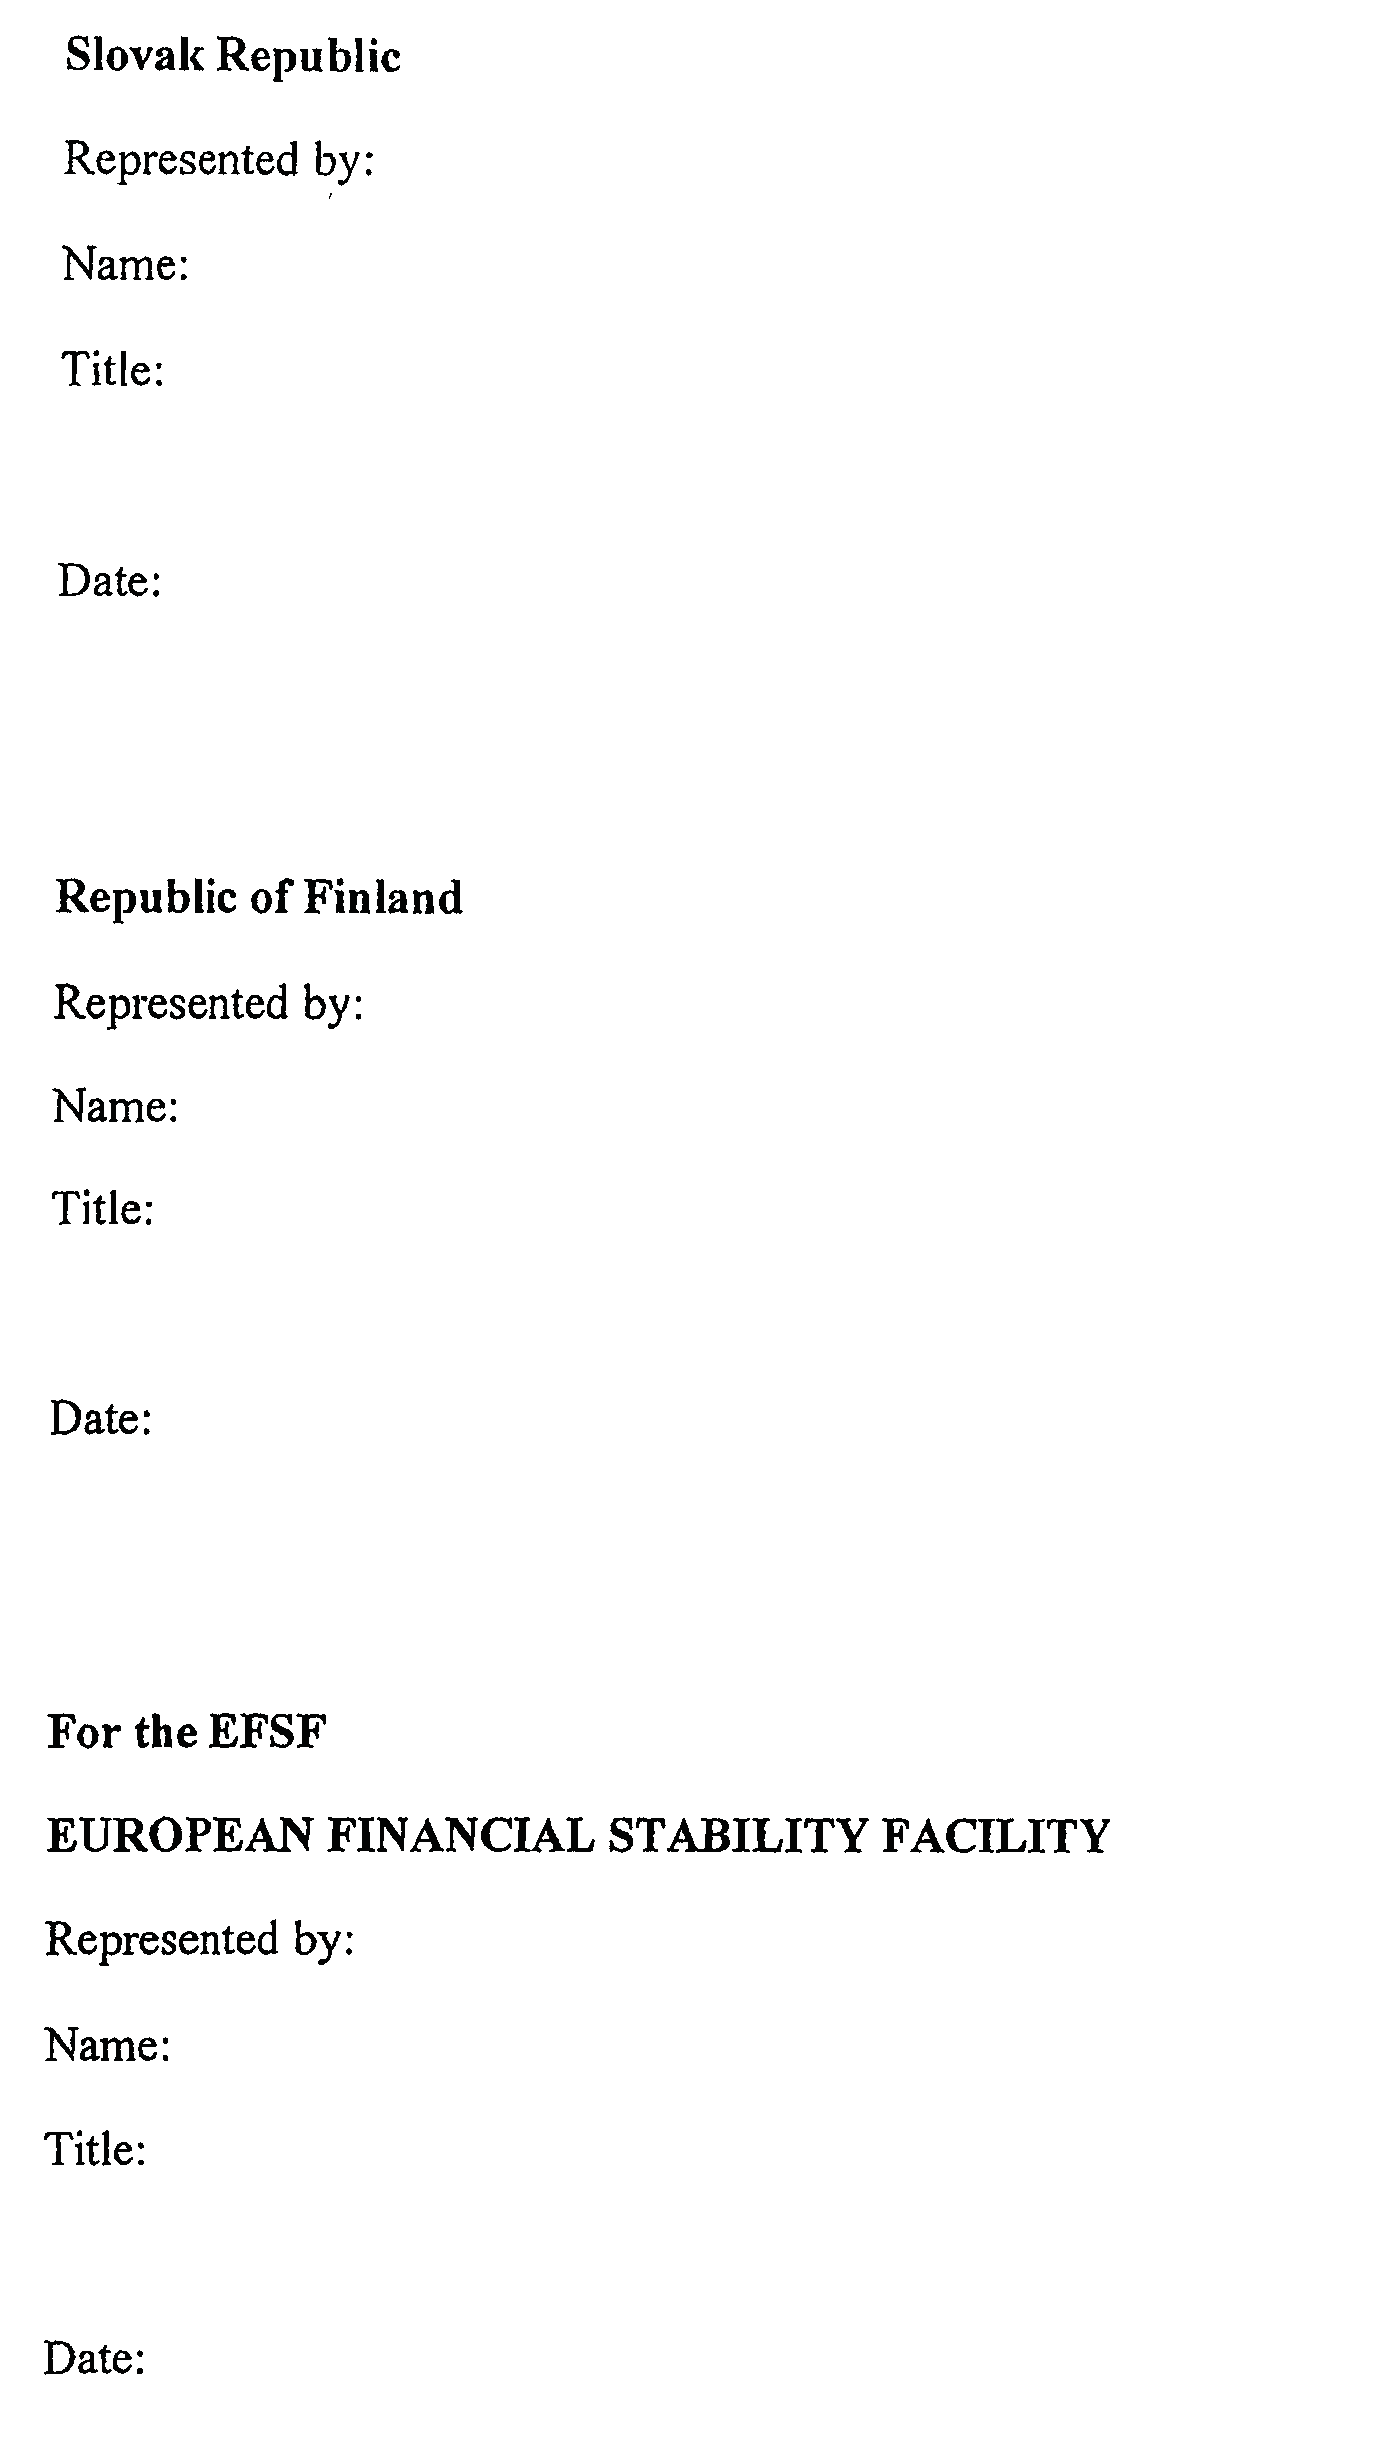 Slovak Republic
Represented by:
Name:
Title:
Date:
Republic of Finland
Represented by:
Name:
Title:
Date:
For the EFSF
EUROPEAN FINANCIAL STABILITY FACILITY
Represented by:
Name:
Title:
Date: